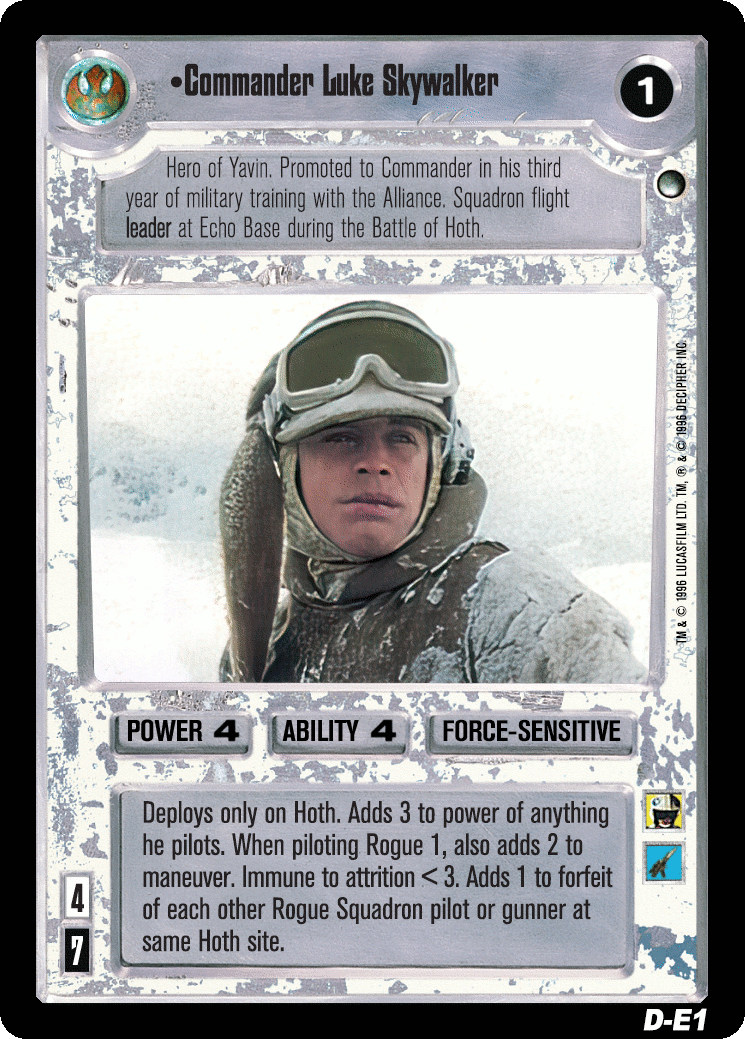 •Commander Luke Skywalker
1
Hero of Yavin. Promoted to Commander in his third
year of military training with the Alliance. Squadron flight
leader at Echo Base during the Battle of Hoth.
TM & © 1996 LUCASFILM LTD. TM, ® & © 1996 DECIPHER INC.
POWER 4
ABILITY 4
FORCE-SENSITIVE
Deploys only on Hoth. Adds 3 to power of anything
he pilots. When piloting Rogue 1, also adds 2 to
maneuver. Immune to attrition < 3. Adds 1 to forfeit
of each other Rogue Squadron pilot or gunner at
same Hoth site.
4
7
D-E1